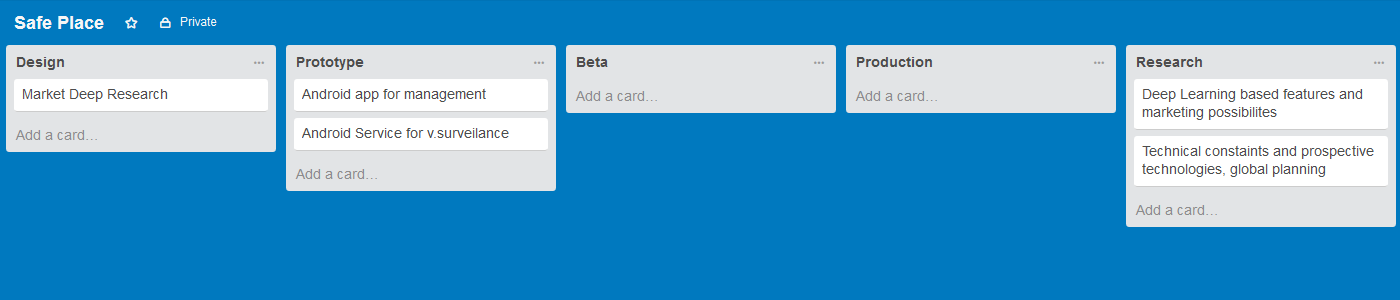 Safe Place
Private
Design
Market Deep Research
Add a card…
Prototype
Android app for management
Android Service for v.surveilance
Add a card…
Beta
Add a card…
Production
Add a card…
Research
Deep Learning based features and
marketing possibilites
Technical constaints and prospective
technologies, global planning
Add a card…